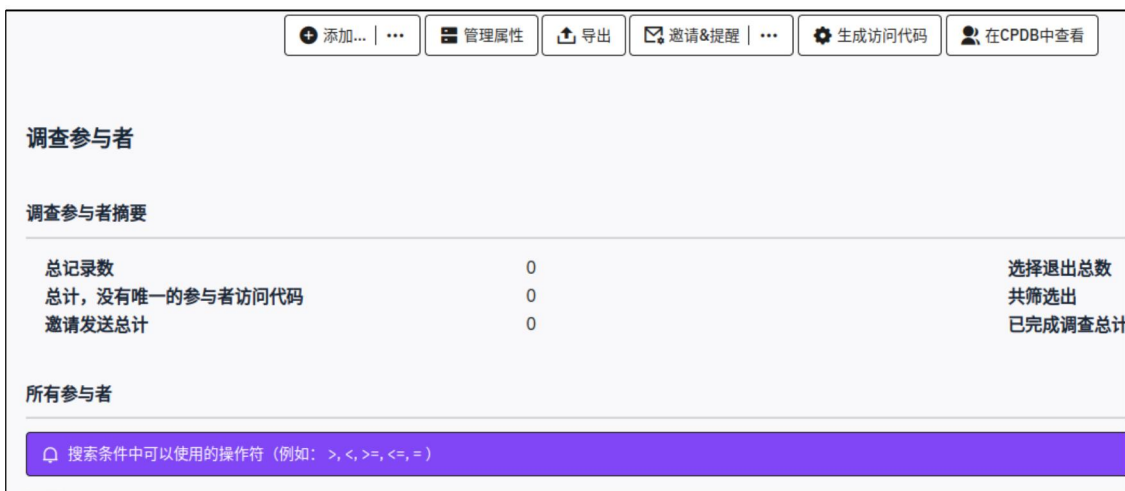 添加... | ··· 管理属性 导出 邀请&提醒 | ··· 生成访问代码 在CPDB中查看
调查参与者
调查参与者摘要
总记录数 0 选择退出总数
总计，没有唯一的参与者访问代码 0 共筛选出
邀请发送总计 0 已完成调查总计
所有参与者
搜索条件中可以使用的操作符（例如： >, <, >=, <=, = ）